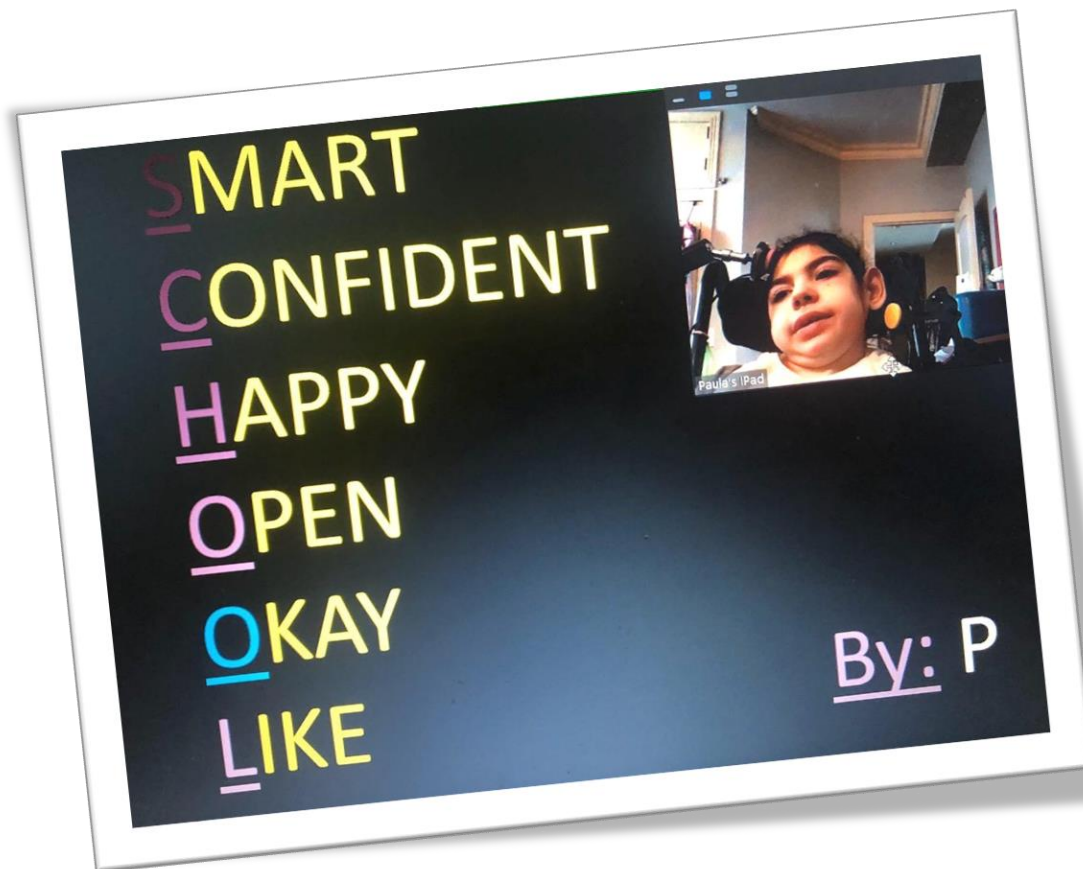 SMART
CONFIDENT
Paula's iPad
HAPPY
OPEN
OKAY
By: P
LIKE